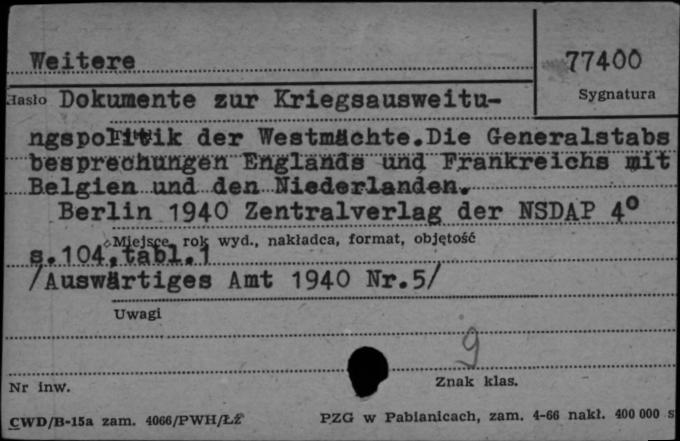 Weitere
77400
Hasło
Sygnatura
Dokumente zur Kriegsausweitu-
ngspolitik der Westmächte.Die Generalstabs
besprechungen Englands und Frankreichs mit
Belgien und den Niederlanden.
Berlin 1940 Zentralverlag der NSDAP 4°
Miejsce, rok wyd., nakładca, format, objętość
s.104,tabl.1
/Auswärtiges Amt 1940 Nr.5/
Uwagi
g
Nr inw.
Znak klas.
CWD/B-15a zam. 4066/PWH/ŁŻ
PZG w Pabianicach, zam. 4-66 nakł. 400 000 s